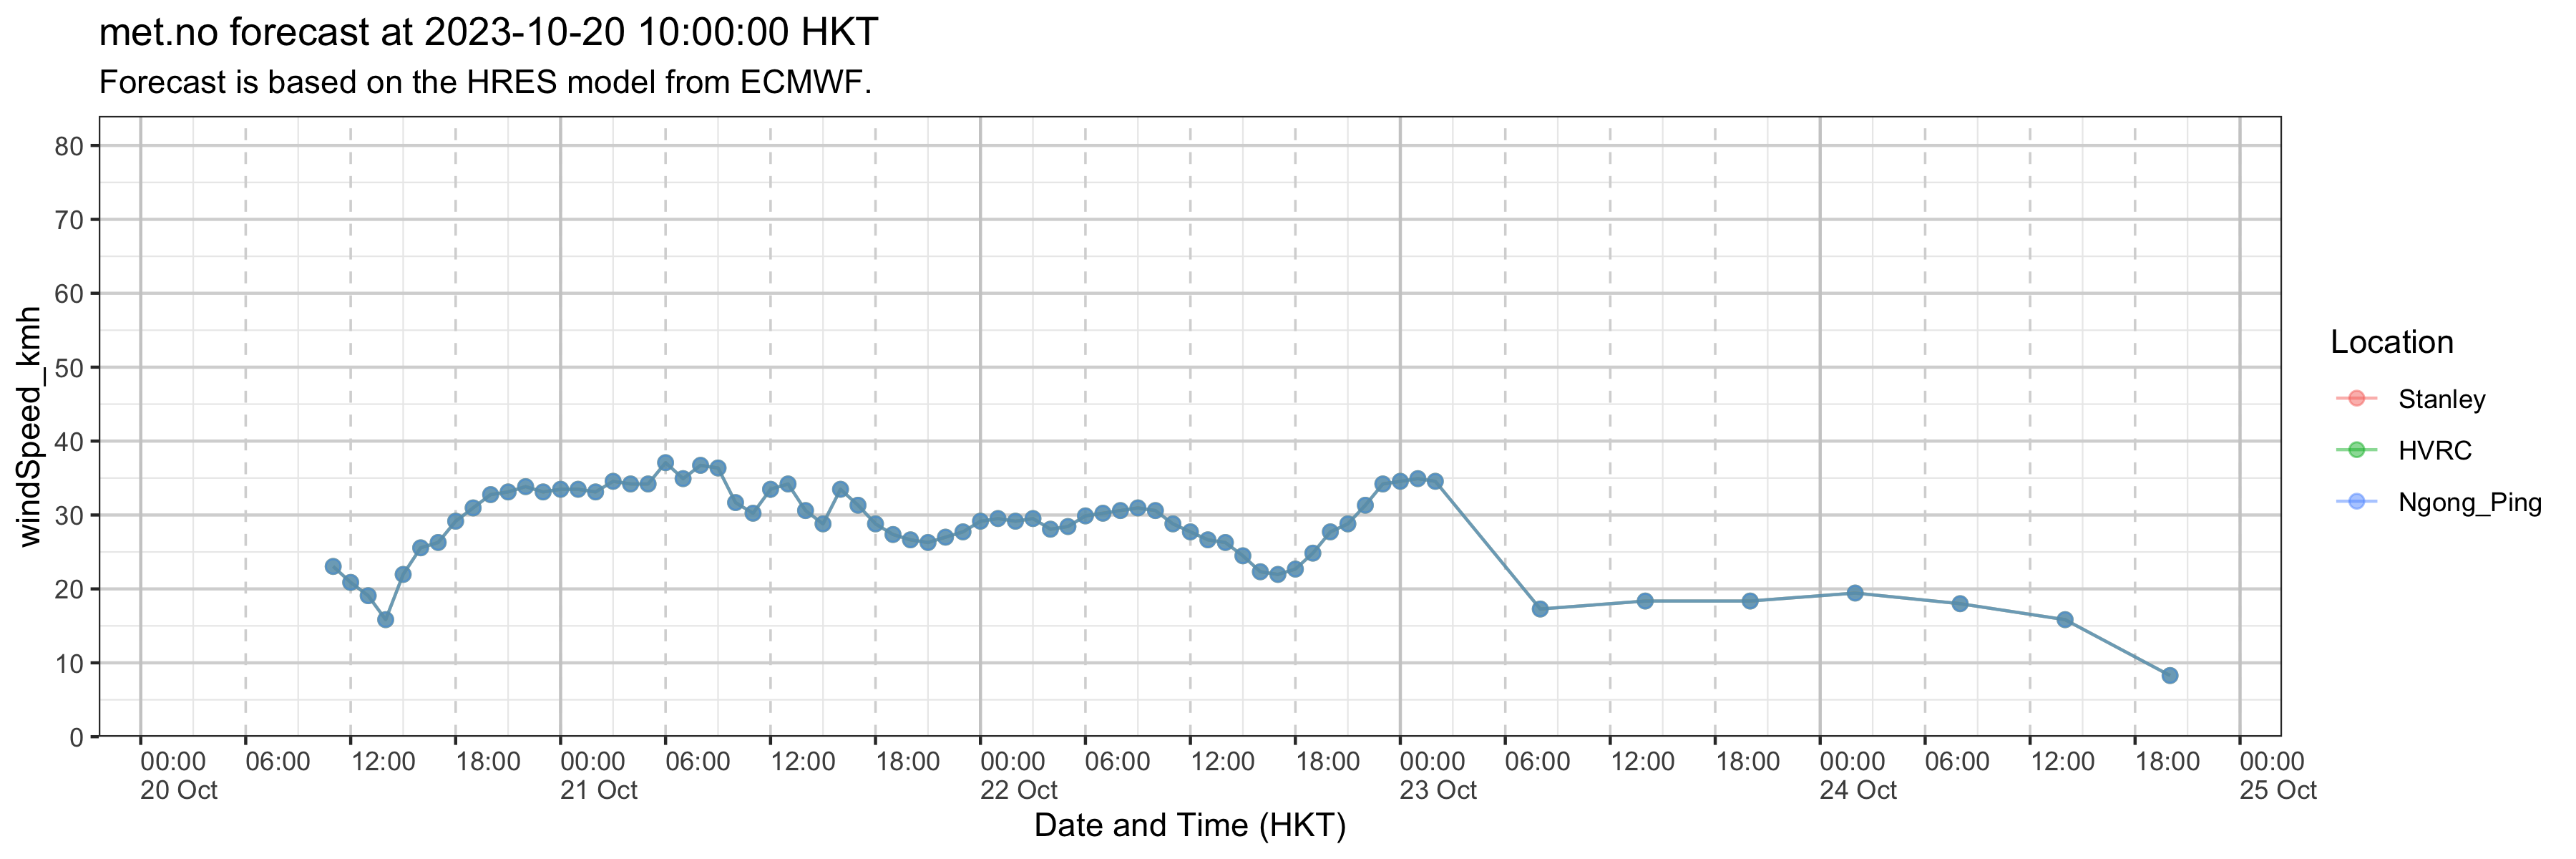 met.no forecast at 2023-10-20 10:00:00 HKT
Forecast is based on the HRES model from ECMWF.
windSpeed_kmh
80
70
60
50
40
30
20
10
0
00:00 06:00 12:00 18:00 00:00 06:00 12:00 18:00 00:00 06:00 12:00 18:00 00:00 06:00 12:00 18:00 00:00 06:00 12:00 18:00 00:00
20 Oct 21 Oct 22 Oct 23 Oct 24 Oct 25 Oct
Date and Time (HKT)
Location
Stanley
HVRC
Ngong_Ping